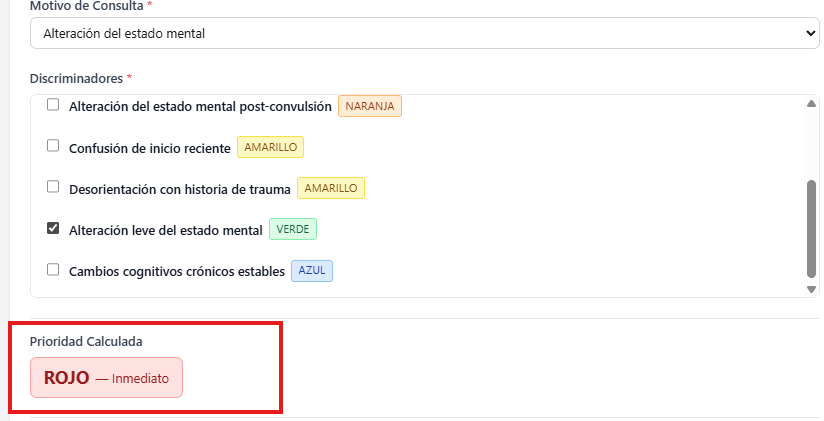 Motivo de Consulta *
Alteración del estado mental
Discriminadores *
Alteración del estado mental post-convulsión NARANJA
Confusión de inicio reciente AMARILLO
Desorientación con historia de trauma AMARILLO
Alteración leve del estado mental VERDE
Cambios cognitivos crónicos estables AZUL
Prioridad Calculada
ROJO — Inmediato